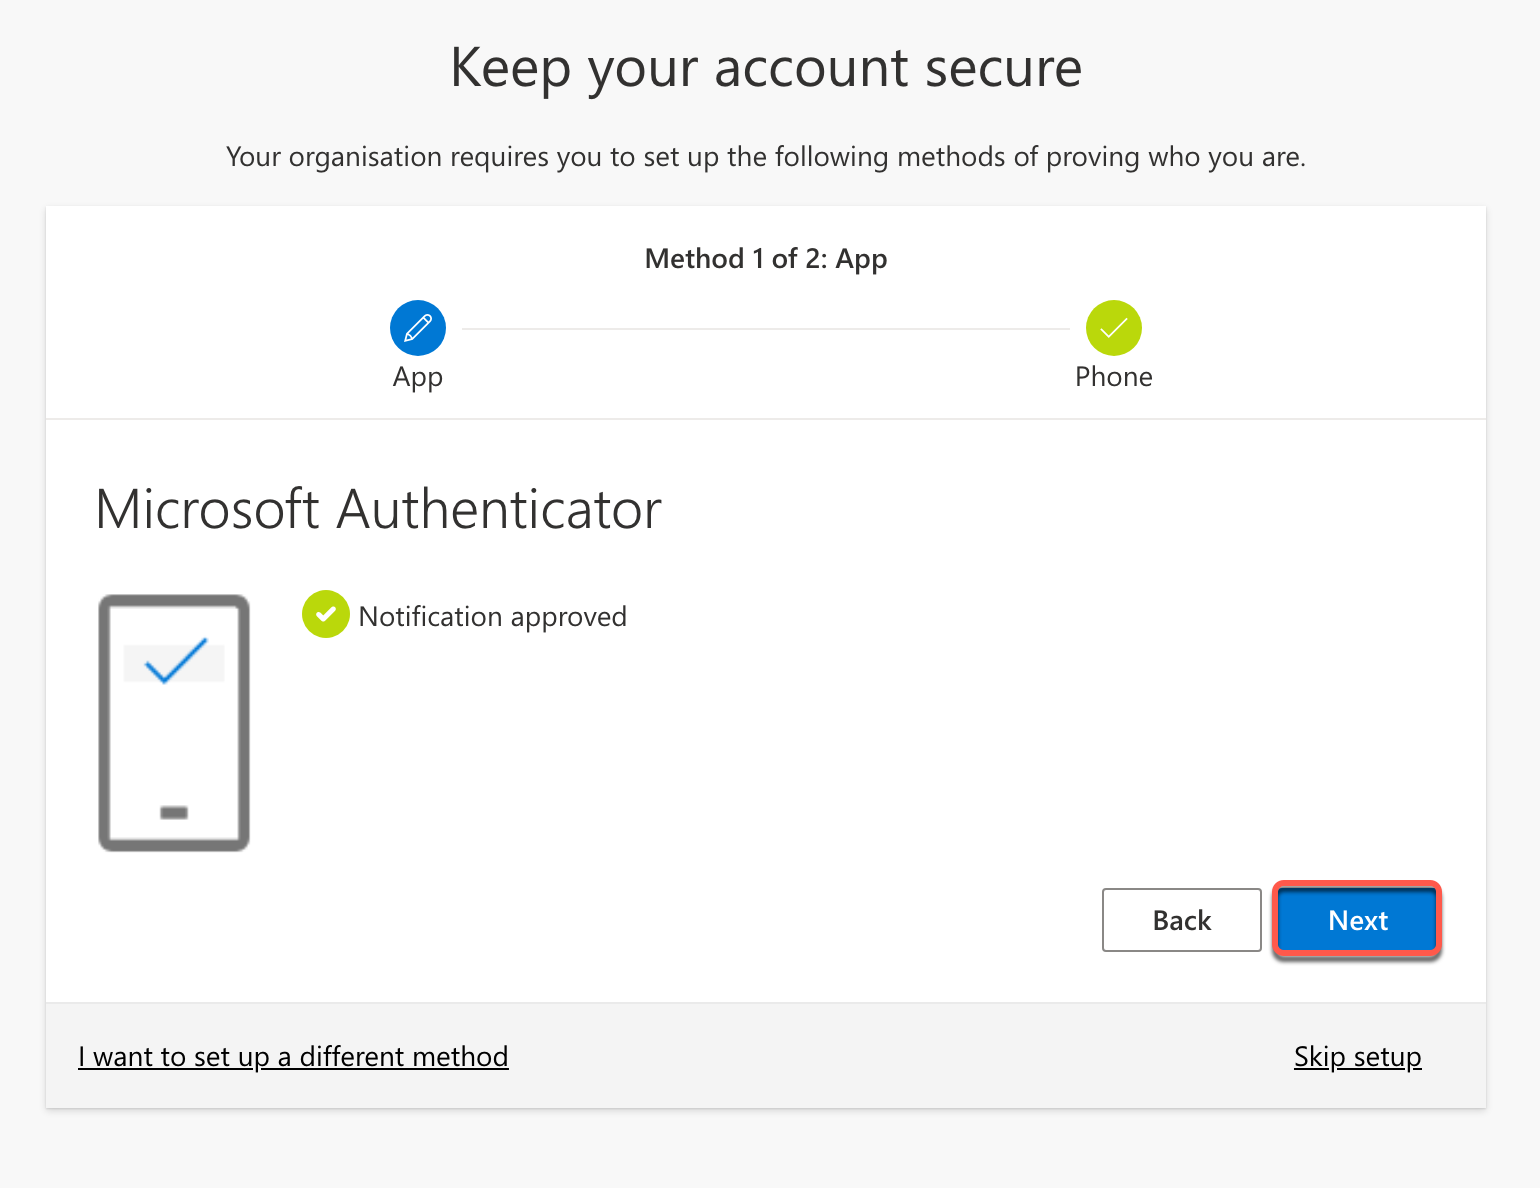 Keep your account secure
Your organisation requires you to set up the following methods of proving who you are.
Method 1 of 2: App
App
Phone
Microsoft Authenticator
Notification approved
Back
Next
I want to set up a different method
Skip setup